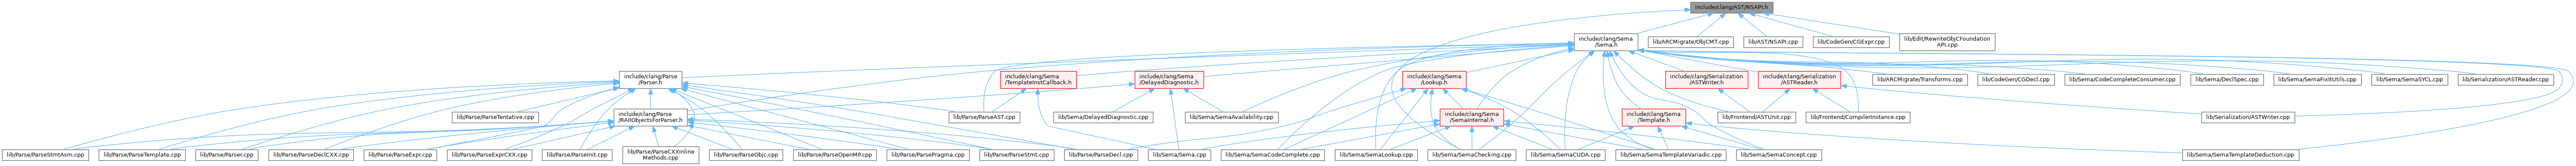 include/clang/AST/NSAPI.h
include/clang/Sema
/Sema.h
lib/ARCMigrate/ObjCMT.cpp
lib/AST/NSAPI.cpp
lib/CodeGen/CGExpr.cpp
lib/Edit/RewriteObjCFoundation
API.cpp
include/clang/Parse
/Parser.h
include/clang/Sema
/TemplateInstCallback.h
include/clang/Sema
/DelayedDiagnostic.h
include/clang/Sema
/Lookup.h
include/clang/Serialization
/ASTWriter.h
include/clang/Serialization
/ASTReader.h
lib/ARCMigrate/Transforms.cpp
lib/CodeGen/CGDecl.cpp
lib/Sema/CodeCompleteConsumer.cpp
lib/Sema/DeclSpec.cpp
lib/Sema/SemaFixItUtils.cpp
lib/Sema/SemaSYCL.cpp
lib/Serialization/ASTReader.cpp
lib/Parse/ParseTentative.cpp
include/clang/Parse
/RAIIObjectsForParser.h
lib/Parse/ParseAST.cpp
lib/Sema/DelayedDiagnostic.cpp
lib/Sema/SemaAvailability.cpp
include/clang/Sema
/SemaInternal.h
include/clang/Sema
/Template.h
lib/Frontend/ASTUnit.cpp
lib/Frontend/CompilerInstance.cpp
lib/Serialization/ASTWriter.cpp
lib/Parse/ParseStmtAsm.cpp
lib/Parse/ParseTemplate.cpp
lib/Parse/Parser.cpp
lib/Parse/ParseDeclCXX.cpp
lib/Parse/ParseExpr.cpp
lib/Parse/ParseExprCXX.cpp
lib/Parse/ParseInit.cpp
lib/Parse/ParseCXXInline
Methods.cpp
lib/Parse/ParseObjc.cpp
lib/Parse/ParseOpenMP.cpp
lib/Parse/ParsePragma.cpp
lib/Parse/ParseStmt.cpp
lib/Parse/ParseDecl.cpp
lib/Sema/Sema.cpp
lib/Sema/SemaCodeComplete.cpp
lib/Sema/SemaLookup.cpp
lib/Sema/SemaChecking.cpp
lib/Sema/SemaCUDA.cpp
lib/Sema/SemaTemplateVariadic.cpp
lib/Sema/SemaConcept.cpp
lib/Sema/SemaTemplateDeduction.cpp